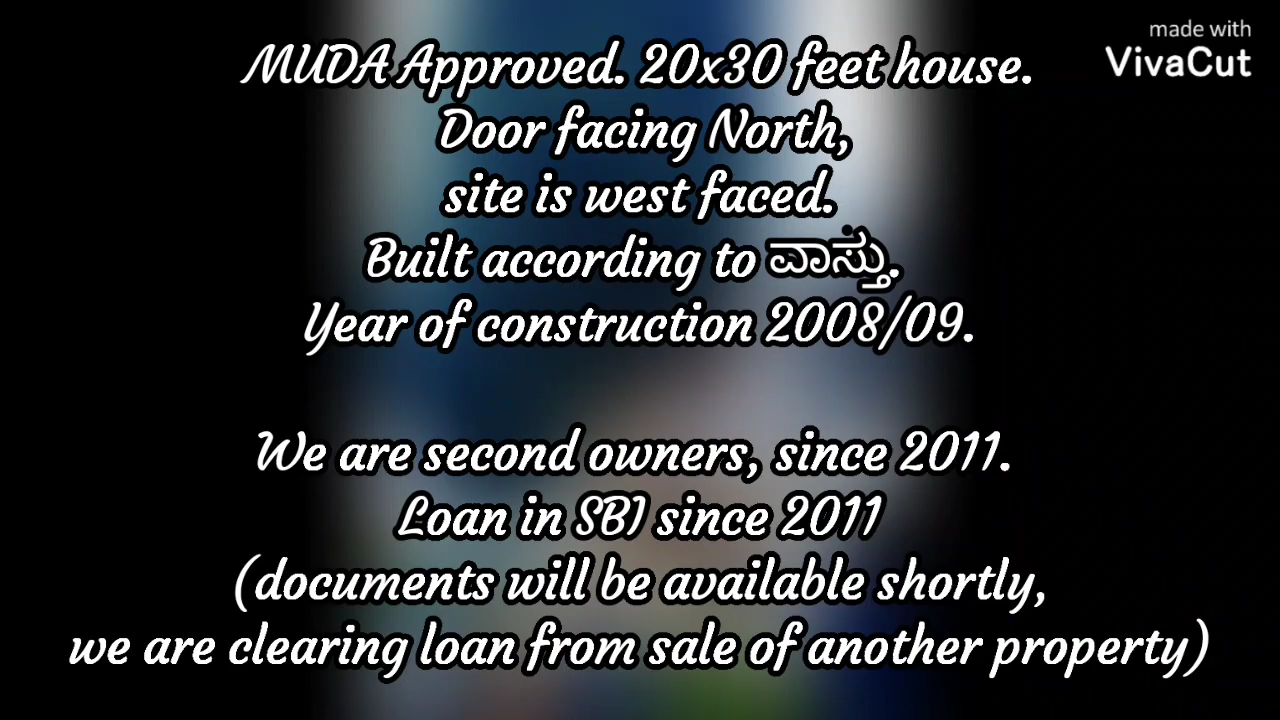 made with
VivaCut
MUDA Approved. 20x30 feet house.
Door facing North,
site is west faced.
Built according to ವಾಸ್ತು.
Year of construction 2008/09.
We are second owners, since 2011.
Loan in SBI since 2011
(documents will be available shortly,
we are clearing loan from sale of another property)